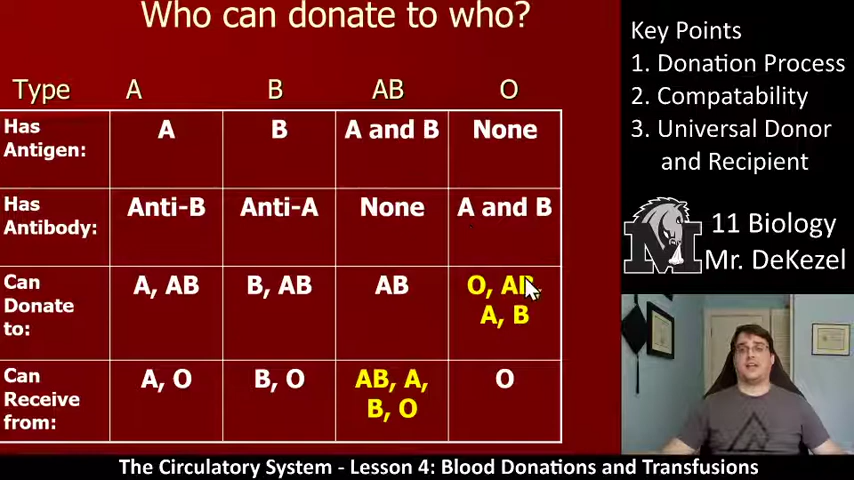 Who can donate to who?
Type A B AB O
Has Antigen: A B A and B None
Has Antibody: Anti-B Anti-A None A and B
Can Donate to: A, AB B, AB AB O, AB, A, B
Can Receive from: A, O B, O AB, A, B, O O
Key Points
1. Donation Process
2. Compatability
3. Universal Donor
and Recipient
M
11 Biology
Mr. DeKezel
The Circulatory System - Lesson 4: Blood Donations and Transfusions